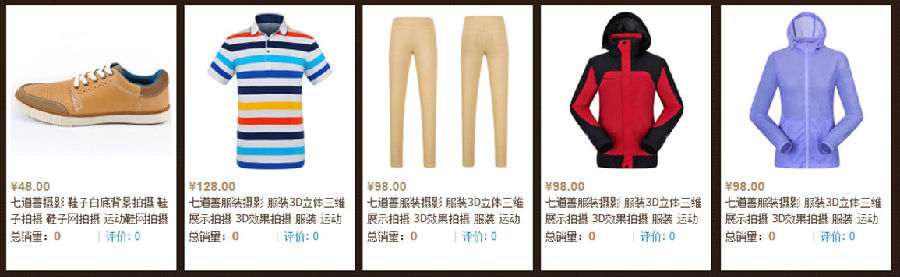 ¥48.00
七道蔷摄影 鞋子白底背景拍摄 鞋
子拍摄 鞋子网拍摄 运动鞋网拍摄
总销量：0 | 评价: 0
¥128.00
七道蔷服装摄影 服装3D立体三维
展示拍摄 3D效果拍摄 服装 运动
总销量：0 | 评价: 0
¥98.00
七道蔷服装摄影 服装3D立体三维
展示拍摄 3D效果拍摄 服装 运动
总销量：0 | 评价: 0
¥98.00
七道蔷服装摄影 服装3D立体三维
展示拍摄 3D效果拍摄 服装 运动
总销量：0 | 评价: 0
¥98.00
七道蔷服装摄影 服装3D立体三维
展示拍摄 3D效果拍摄 服装 运动
总销量：0 | 评价: 0